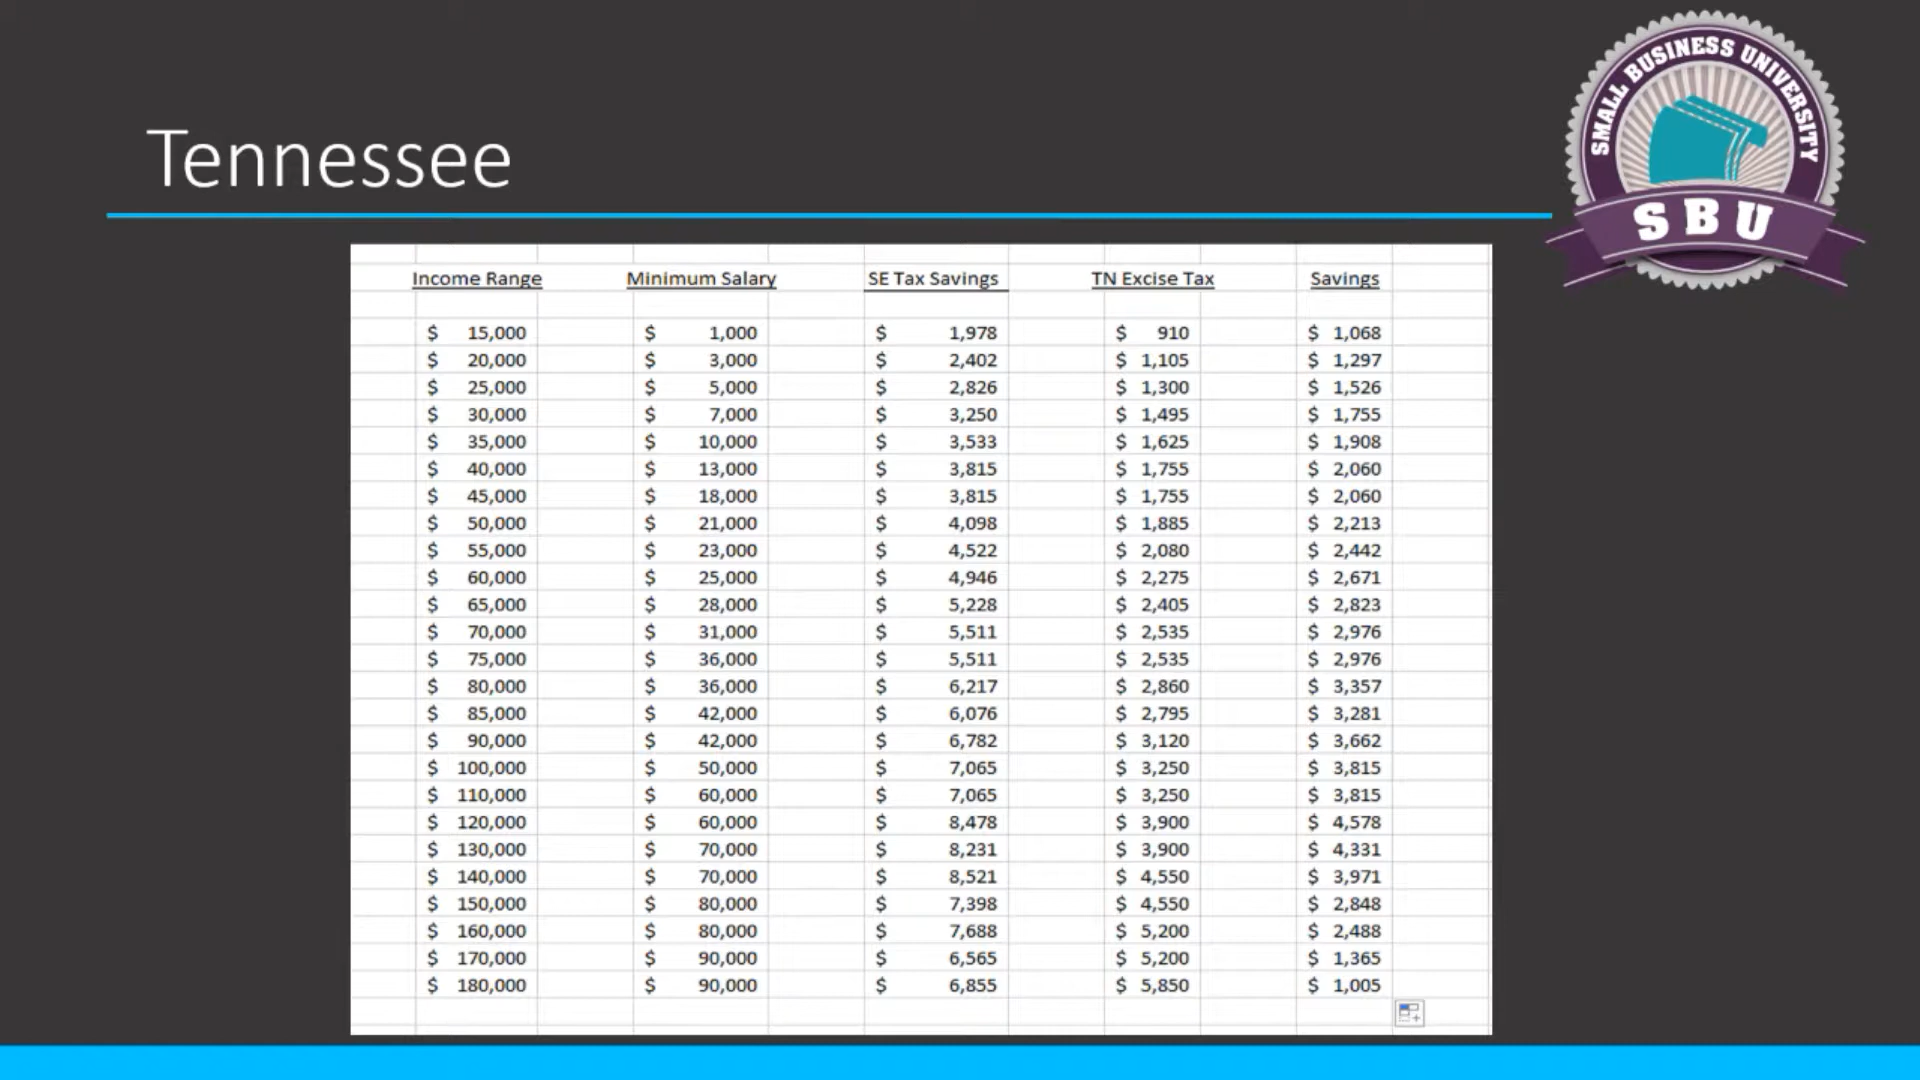 SMALL BUSINESS UNIVERSITY
SBU
Tennessee
Income Range Minimum Salary SE Tax Savings TN Excise Tax Savings
$ 15,000 $ 1,000 $ 1,978 $ 910 $ 1,068
$ 20,000 $ 3,000 $ 2,402 $ 1,105 $ 1,297
$ 25,000 $ 5,000 $ 2,826 $ 1,300 $ 1,526
$ 30,000 $ 7,000 $ 3,250 $ 1,495 $ 1,755
$ 35,000 $ 10,000 $ 3,533 $ 1,625 $ 1,908
$ 40,000 $ 13,000 $ 3,815 $ 1,755 $ 2,060
$ 45,000 $ 18,000 $ 3,815 $ 1,755 $ 2,060
$ 50,000 $ 21,000 $ 4,098 $ 1,885 $ 2,213
$ 55,000 $ 23,000 $ 4,522 $ 2,080 $ 2,442
$ 60,000 $ 25,000 $ 4,946 $ 2,275 $ 2,671
$ 65,000 $ 28,000 $ 5,228 $ 2,405 $ 2,823
$ 70,000 $ 31,000 $ 5,511 $ 2,535 $ 2,976
$ 75,000 $ 36,000 $ 5,511 $ 2,535 $ 2,976
$ 80,000 $ 36,000 $ 6,217 $ 2,860 $ 3,357
$ 85,000 $ 42,000 $ 6,076 $ 2,795 $ 3,281
$ 90,000 $ 42,000 $ 6,782 $ 3,120 $ 3,662
$ 100,000 $ 50,000 $ 7,065 $ 3,250 $ 3,815
$ 110,000 $ 60,000 $ 7,065 $ 3,250 $ 3,815
$ 120,000 $ 60,000 $ 8,478 $ 3,900 $ 4,578
$ 130,000 $ 70,000 $ 8,231 $ 3,900 $ 4,331
$ 140,000 $ 70,000 $ 8,521 $ 4,550 $ 3,971
$ 150,000 $ 80,000 $ 7,398 $ 4,550 $ 2,848
$ 160,000 $ 80,000 $ 7,688 $ 5,200 $ 2,488
$ 170,000 $ 90,000 $ 6,565 $ 5,200 $ 1,365
$ 180,000 $ 90,000 $ 6,855 $ 5,850 $ 1,005